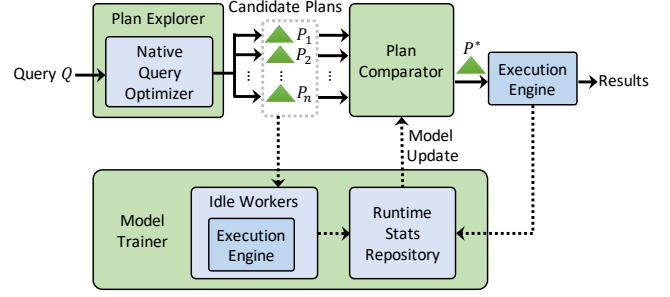 Candidate Plans
Plan Explorer
Native
Query
Optimizer
Query Q
P1
P2
⋮ ⋮ ⋮
Pn
Plan
Comparator
P*
Execution
Engine
Results
Model
Update
Model
Trainer
Idle Workers
Execution
Engine
Runtime
Stats
Repository